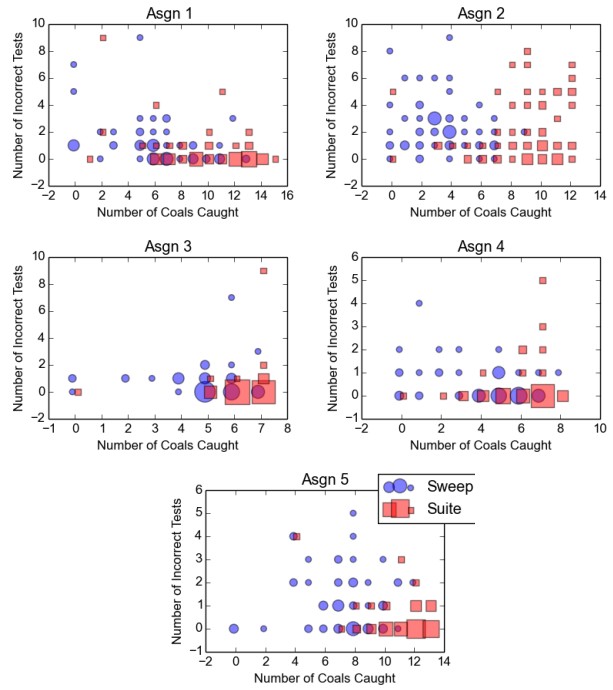 Asgn 1
Number of Incorrect Tests
10
8
6
4
2
0
−2
−2 0 2 4 6 8 10 12 14 16
Number of Coals Caught
Asgn 2
Number of Incorrect Tests
10
8
6
4
2
0
−2
−2 0 2 4 6 8 10 12 14
Number of Coals Caught
Asgn 3
Number of Incorrect Tests
10
8
6
4
2
0
−2
−1 0 1 2 3 4 5 6 7 8
Number of Coals Caught
Asgn 4
Number of Incorrect Tests
6
5
4
3
2
1
0
−1
−2 0 2 4 6 8 10
Number of Coals Caught
Asgn 5
Sweep
Suite
Number of Incorrect Tests
6
5
4
3
2
1
0
−1
−2 0 2 4 6 8 10 12 14
Number of Coals Caught